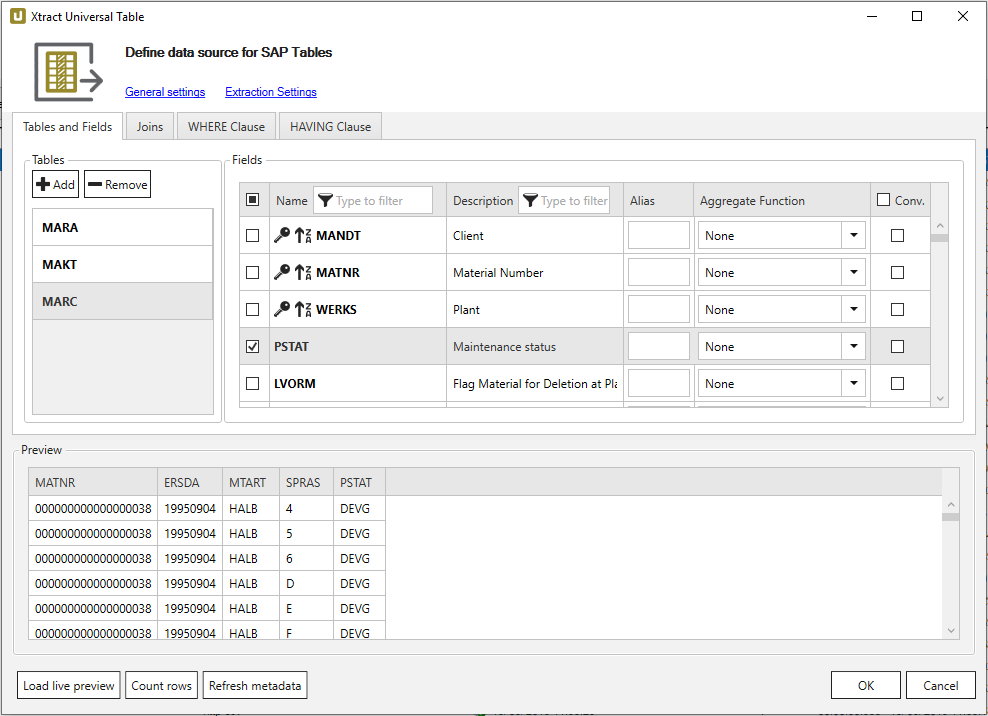 Xtract Universal Table
Define data source for SAP Tables
General settings Extraction Settings
Tables and Fields Joins WHERE Clause HAVING Clause
Tables Fields
Add Remove
Name Type to filter Description Type to filter Alias Aggregate Function Conv.
MARA
MAKT
MARC
MANDT Client None
MATNR Material Number None
WERKS Plant None
PSTAT Maintenance status None
LVORM Flag Material for Deletion at Pla None
Preview
MATNR ERSDA MTART SPRAS PSTAT
000000000000000038 19950904 HALB 4 DEVG
000000000000000038 19950904 HALB 5 DEVG
000000000000000038 19950904 HALB 6 DEVG
000000000000000038 19950904 HALB D DEVG
000000000000000038 19950904 HALB E DEVG
000000000000000038 19950904 HALB F DEVG
Load live preview Count rows Refresh metadata OK Cancel